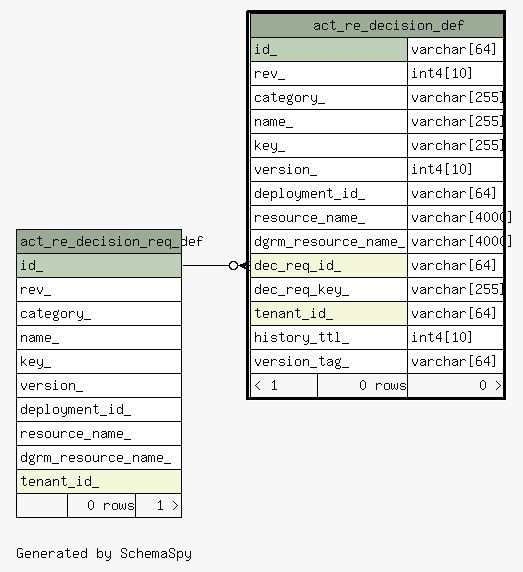 act_re_decision_def
id_ varchar[64]
rev_ int4[10]
category_ varchar[255]
name_ varchar[255]
key_ varchar[255]
version_ int4[10]
deployment_id_ varchar[64]
resource_name_ varchar[4000]
dgrm_resource_name_ varchar[4000]
dec_req_id_ varchar[64]
dec_req_key_ varchar[255]
tenant_id_ varchar[64]
history_ttl_ int4[10]
version_tag_ varchar[64]
< 1 0 rows 0 >
act_re_decision_req_def
id_
rev_
category_
name_
key_
version_
deployment_id_
resource_name_
dgrm_resource_name_
tenant_id_
0 rows 1 >
Generated by SchemaSpy